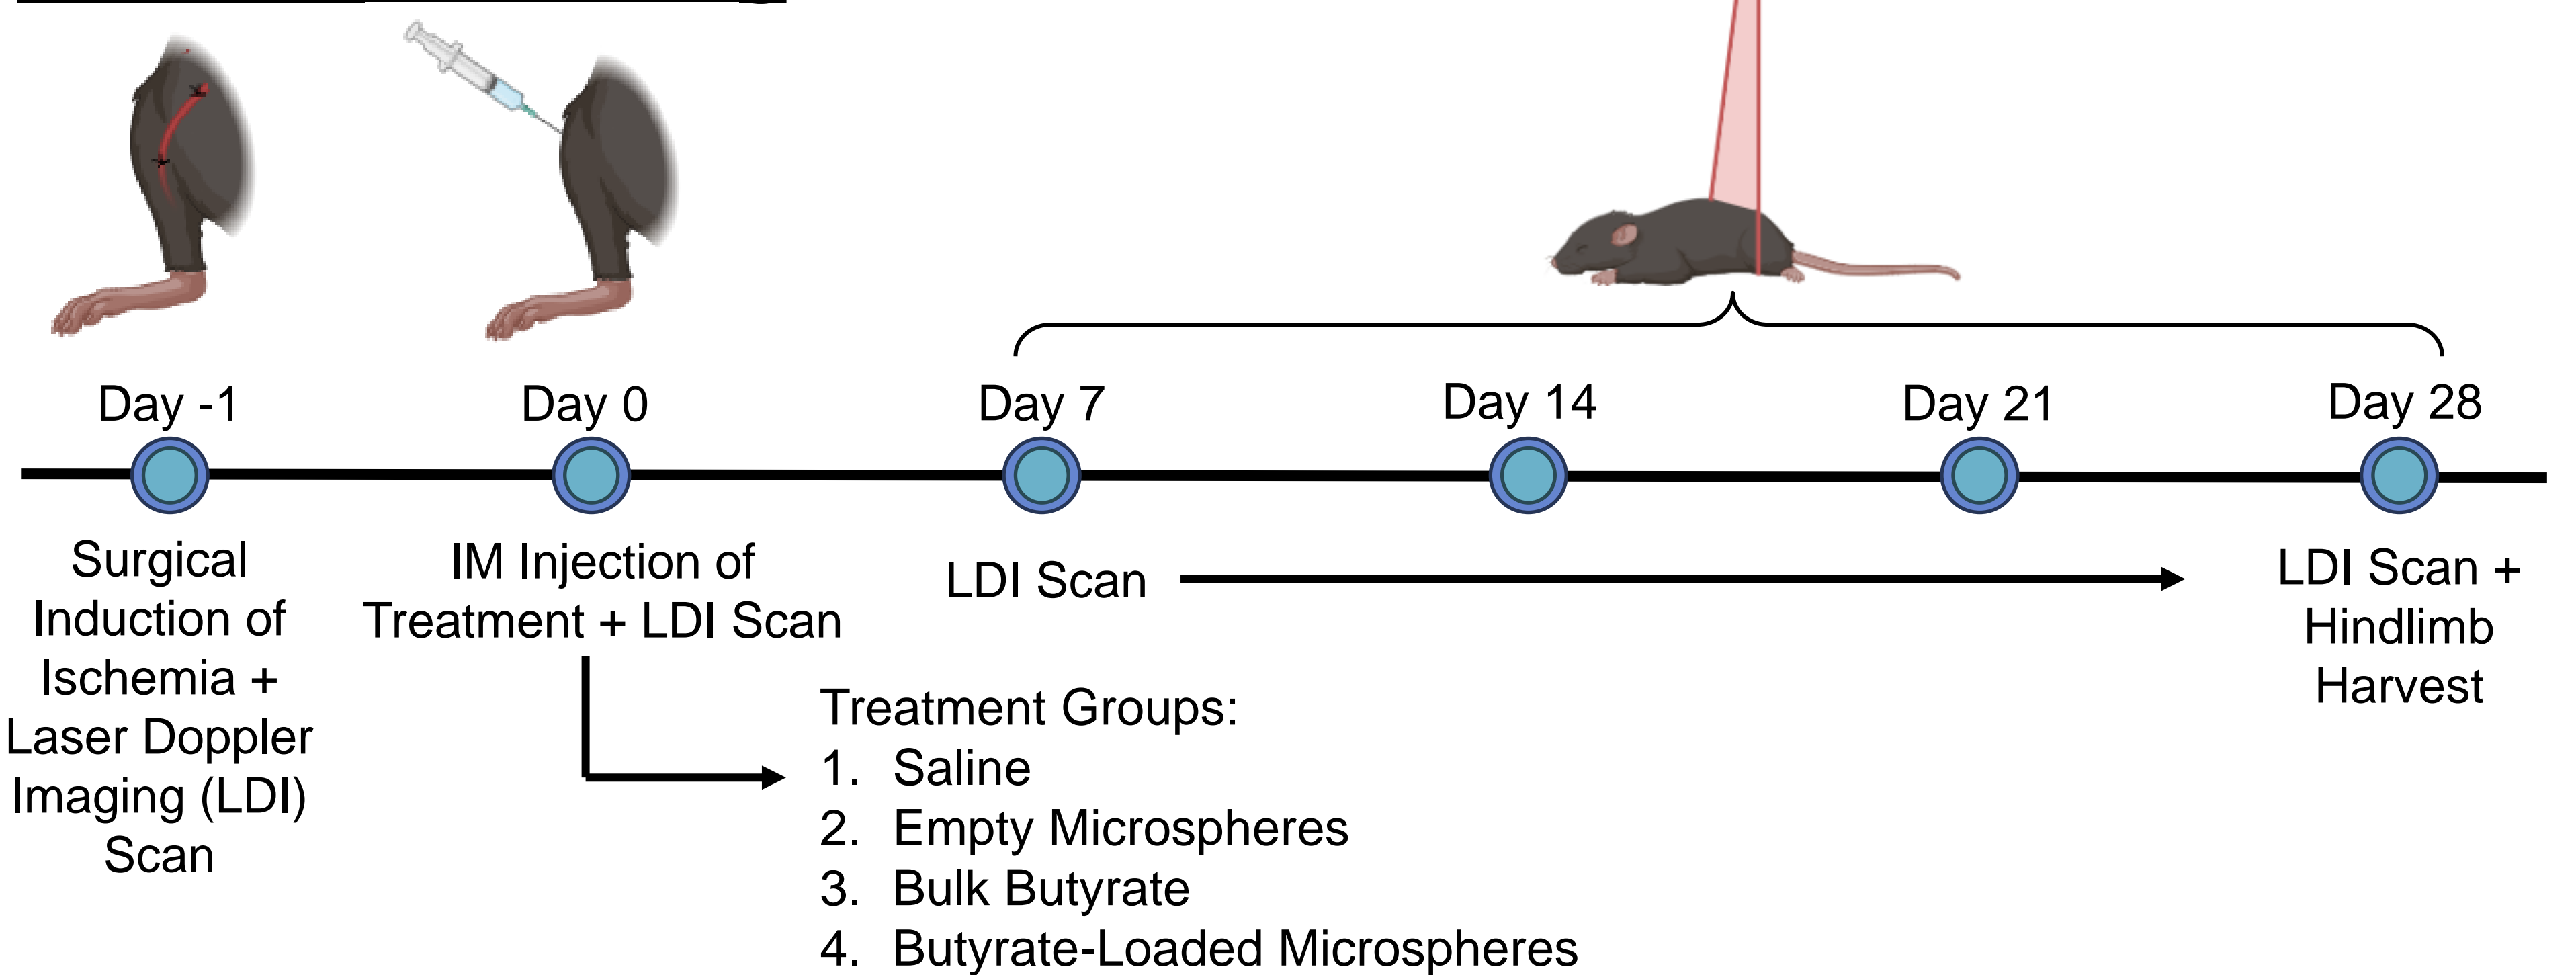 Day -1
Day 0
Day 7
Day 14
Day 21
Day 28
Surgical
Induction of
Ischemia +
Laser Doppler
Imaging (LDI)
Scan
IM Injection of
Treatment + LDI Scan
LDI Scan
LDI Scan +
Hindlimb
Harvest
Treatment Groups:
1. Saline
2. Empty Microspheres
3. Bulk Butyrate
4. Butyrate-Loaded Microspheres